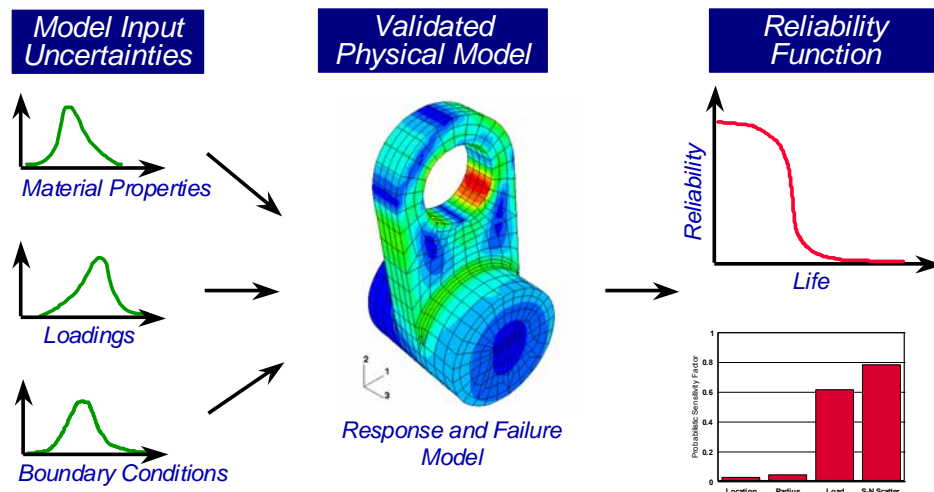 Model Input
Uncertainties
Validated
Physical Model
Reliability
Function
Material Properties
Loadings
Boundary Conditions
2
1
3
Response and Failure
Model
Reliability
Life
Probabilistic Sensitivity Factor
1
0.8
0.6
0.4
0.2
0
Location
Radius
Load
S-N Scatter